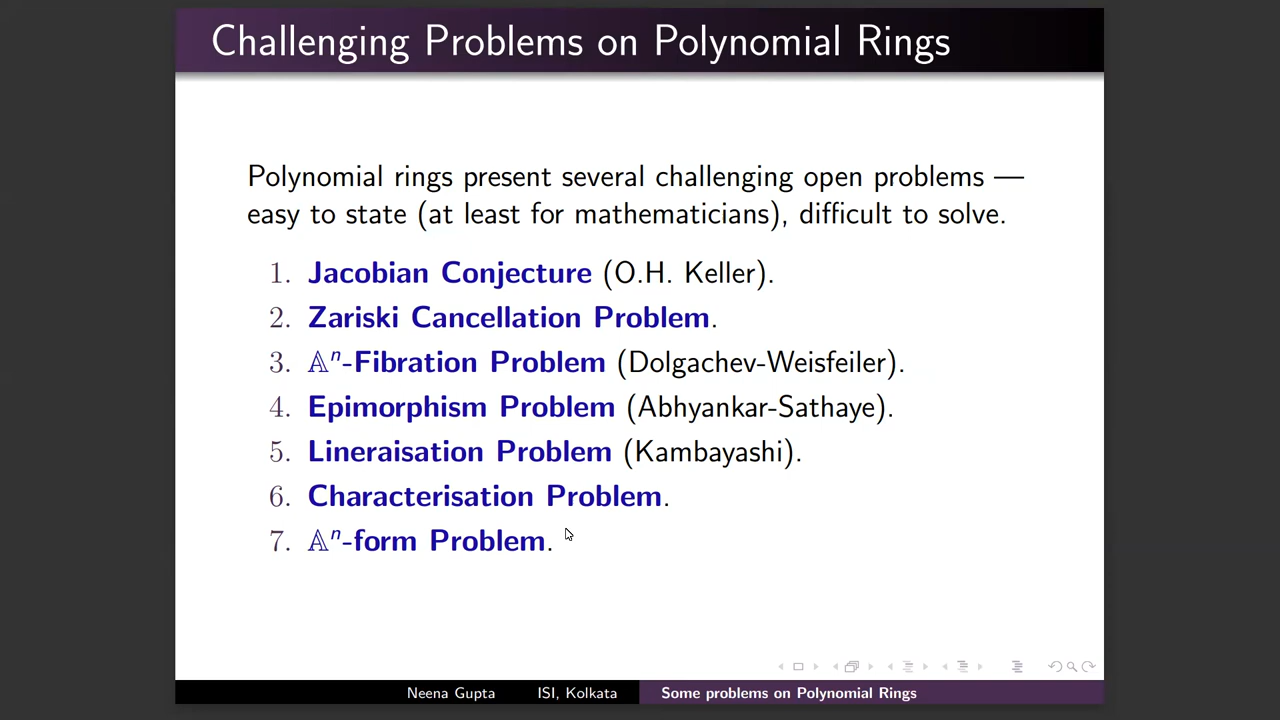 Challenging Problems on Polynomial Rings
Polynomial rings present several challenging open problems —
easy to state (at least for mathematicians), difficult to solve.
1. Jacobian Conjecture (O.H. Keller).
2. Zariski Cancellation Problem.
3. 𝔸ⁿ-Fibration Problem (Dolgachev-Weisfeiler).
4. Epimorphism Problem (Abhyankar-Sathaye).
5. Lineraisation Problem (Kambayashi).
6. Characterisation Problem.
7. 𝔸ⁿ-form Problem.
Neena Gupta ISI, Kolkata Some problems on Polynomial Rings